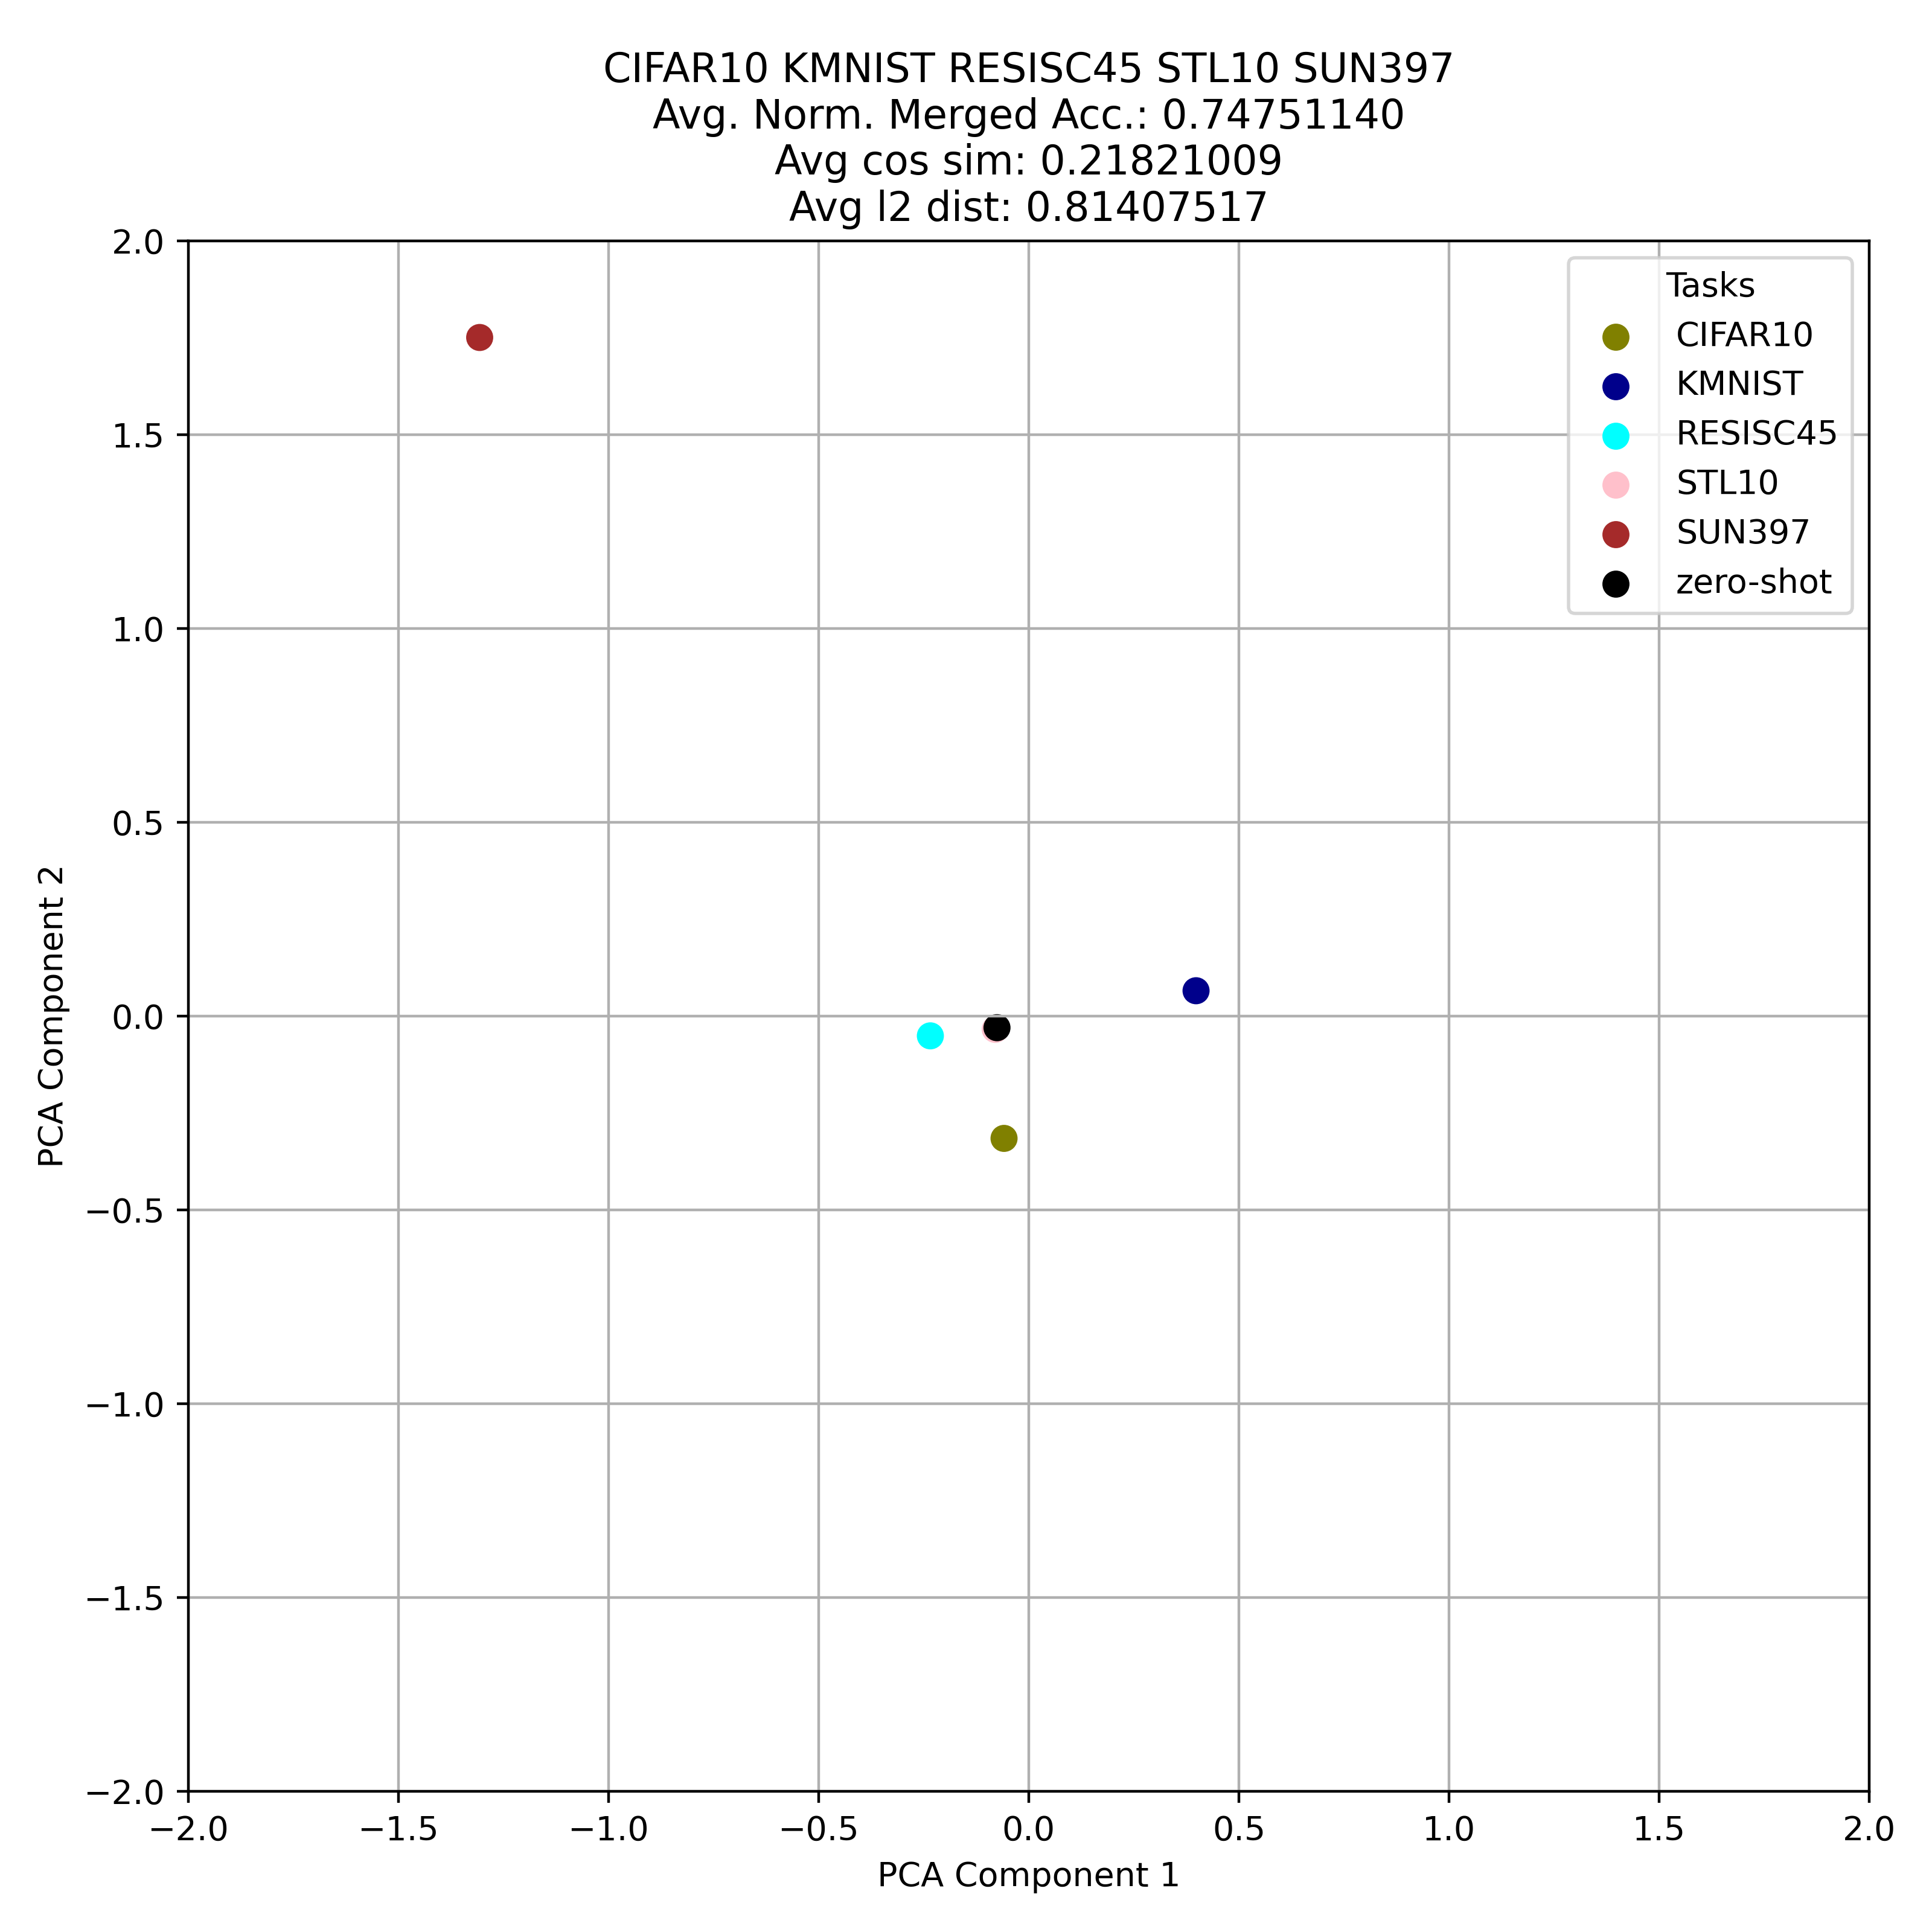 CIFAR10 KMNIST RESISC45 STL10 SUN397
Avg. Norm. Merged Acc.: 0.74751140
Avg cos sim: 0.21821009
Avg l2 dist: 0.81407517
Tasks
CIFAR10
KMNIST
RESISC45
STL10
SUN397
zero-shot
PCA Component 2
2.0
1.5
1.0
0.5
0.0
−0.5
−1.0
−1.5
−2.0
−2.0 −1.5 −1.0 −0.5 0.0 0.5 1.0 1.5 2.0
PCA Component 1